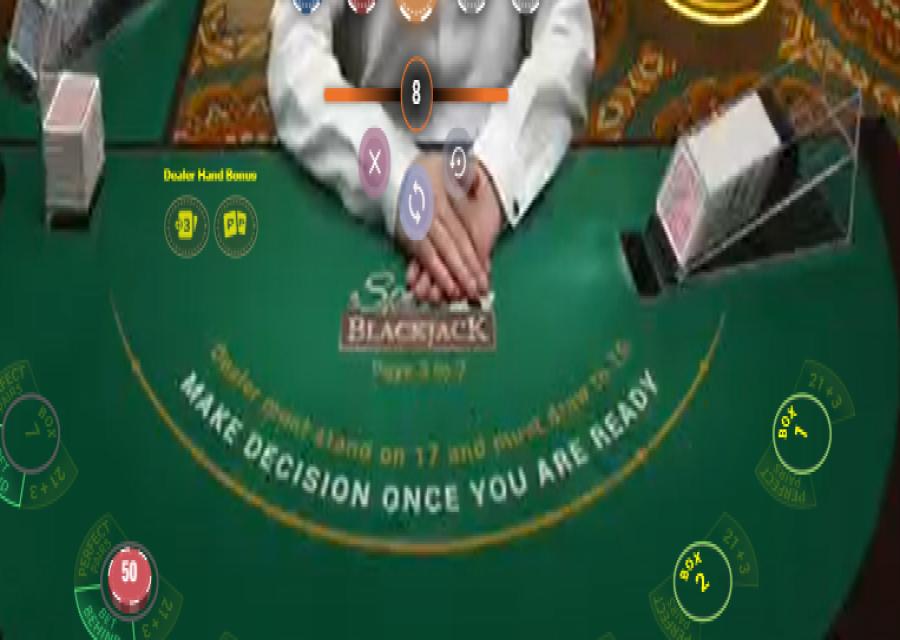 8
X
Dealer Hand Bonus
BLACKJACK
Pays 3 to 2
Dealer must stand on 17 and must draw to 16
MAKE DECISION ONCE YOU ARE READY
BOX
7
21+3
21+3
BOX
1
PERFECT
PAIRS
PERFECT
PAIRS
50
BET
BEHIND
21+3
21+3
BOX
2
PERFECT
PAIRS